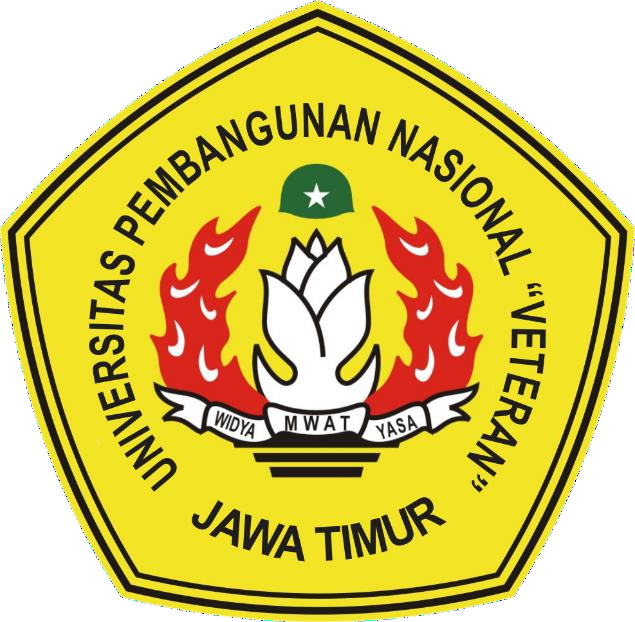 UNIVERSITAS PEMBANGUNAN NASIONAL “VETERAN”
WIDYA MWAT YASA
JAWA TIMUR